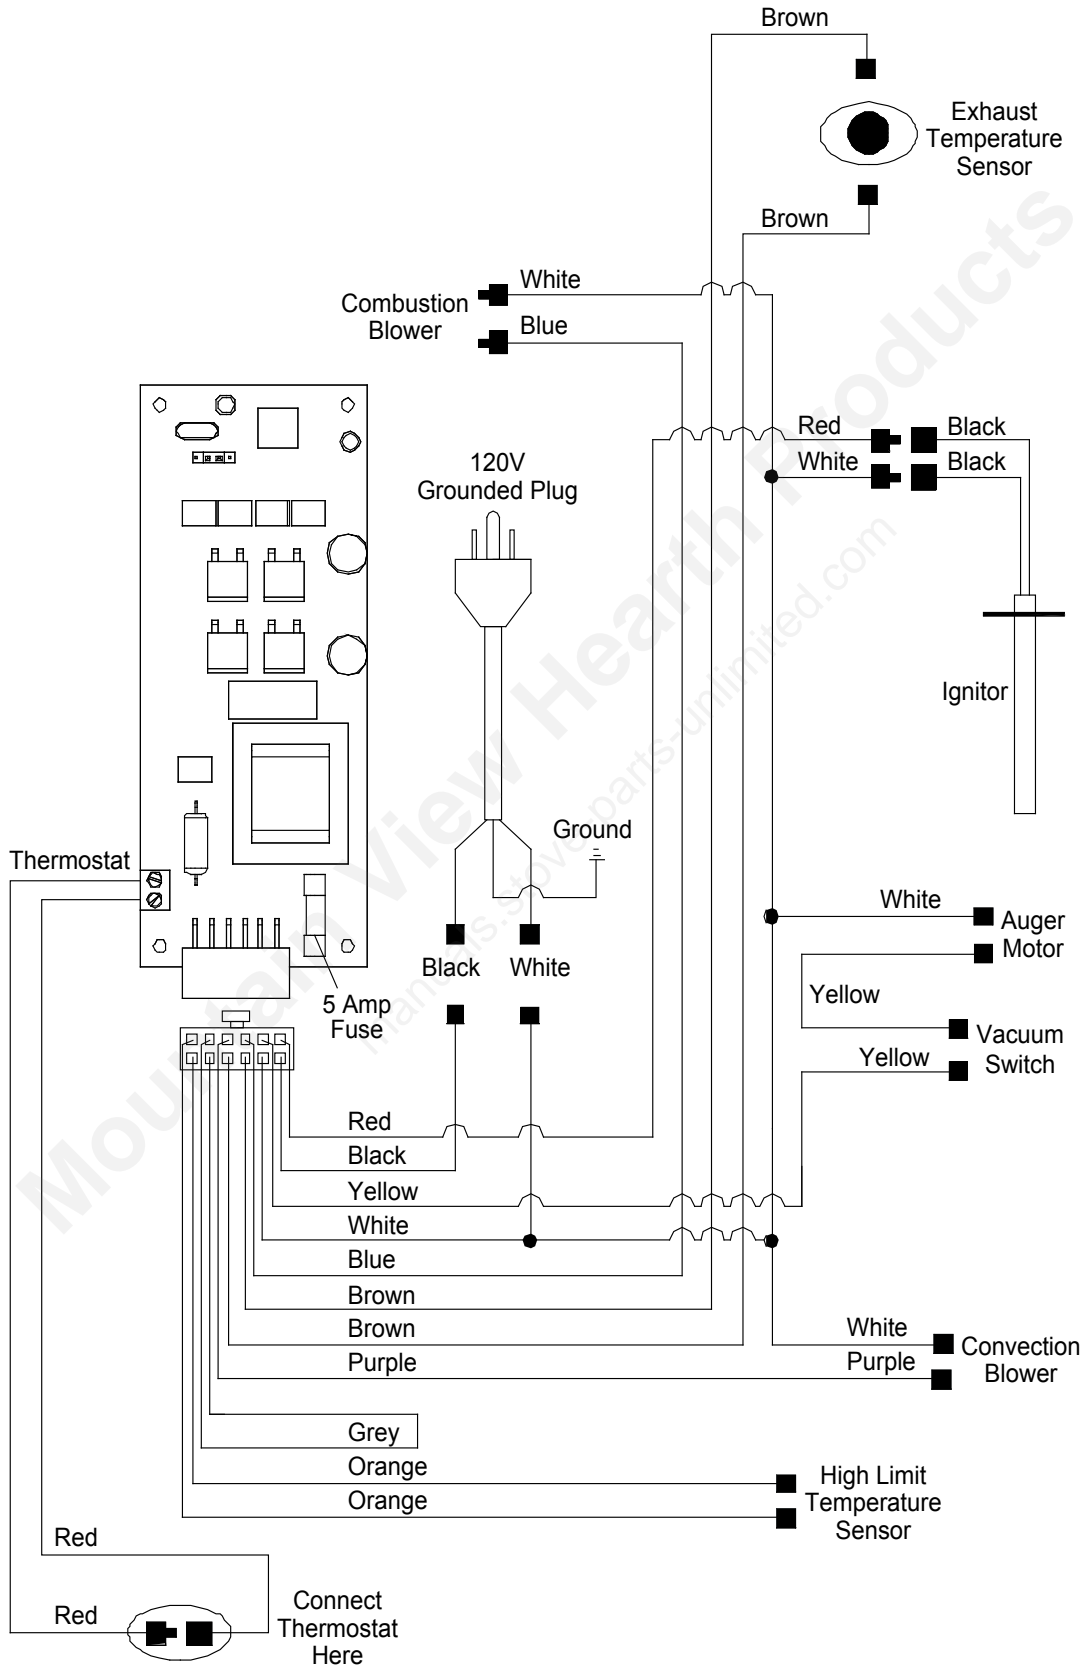 Brown
Exhaust
Temperature
Sensor
Brown
White
Combustion
Blower
Blue
Red
Black
White
Black
120V
Grounded Plug
Ignitor
Ground
Thermostat
White
Auger
Motor
Black
White
Yellow
5 Amp
Fuse
Vacuum
Switch
Yellow
Red
Black
Yellow
White
Blue
Brown
Brown
Purple
White
Purple
Convection
Blower
Grey
Orange
Orange
High Limit
Temperature
Sensor
Red
Red
Connect
Thermostat
Here
Mountain View Hearth Products
manuals.stove-parts-unlimited.com